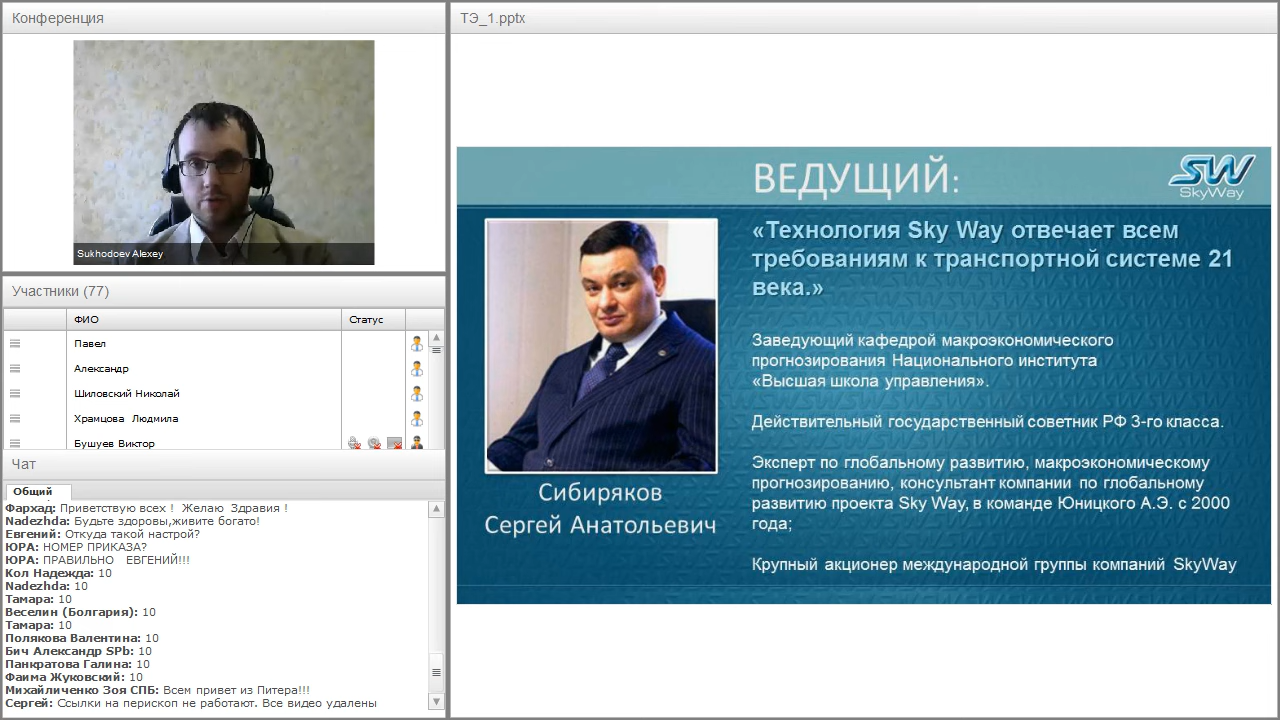 Конференция
Sukhodoev Alexey
Участники (77)
ФИО Статус
Павел
Александр
Шиловский Николай
Храмцова Людмила
Бушуев Виктор
Чат
Общий
Фархад: Приветствую всех ! Желаю Здравия !
Nadezhda: Будьте здоровы,живите богато!
Евгений: Откуда такой настрой?
ЮРА: НОМЕР ПРИКАЗА?
ЮРА: ПРАВИЛЬНО ЕВГЕНИЙ!!!
Кол Надежда: 10
Nadezhda: 10
Тамара: 10
Веселин (Болгария): 10
Тамара: 10
Полякова Валентина: 10
Бич Александр SPb: 10
Панкратова Галина: 10
Фаима Жуковский: 10
Михайличенко Зоя СПБ: Всем привет из Питера!!!
Сергей: Ссылки на перископ не работают. Все видео удалены
ТЭ_1.pptx
ВЕДУЩИЙ:
SW
SkyWay
«Технология Sky Way отвечает всем
требованиям к транспортной системе 21
века.»
Заведующий кафедрой макроэкономического
прогнозирования Национального института
«Высшая школа управления».
Действительный государственный советник РФ 3-го класса.
Эксперт по глобальному развитию, макроэкономическому
прогнозированию, консультант компании по глобальному
развитию проекта Sky Way, в команде Юницкого А.Э. с 2000
года;
Крупный акционер международной группы компаний SkyWay
Сибиряков
Сергей Анатольевич